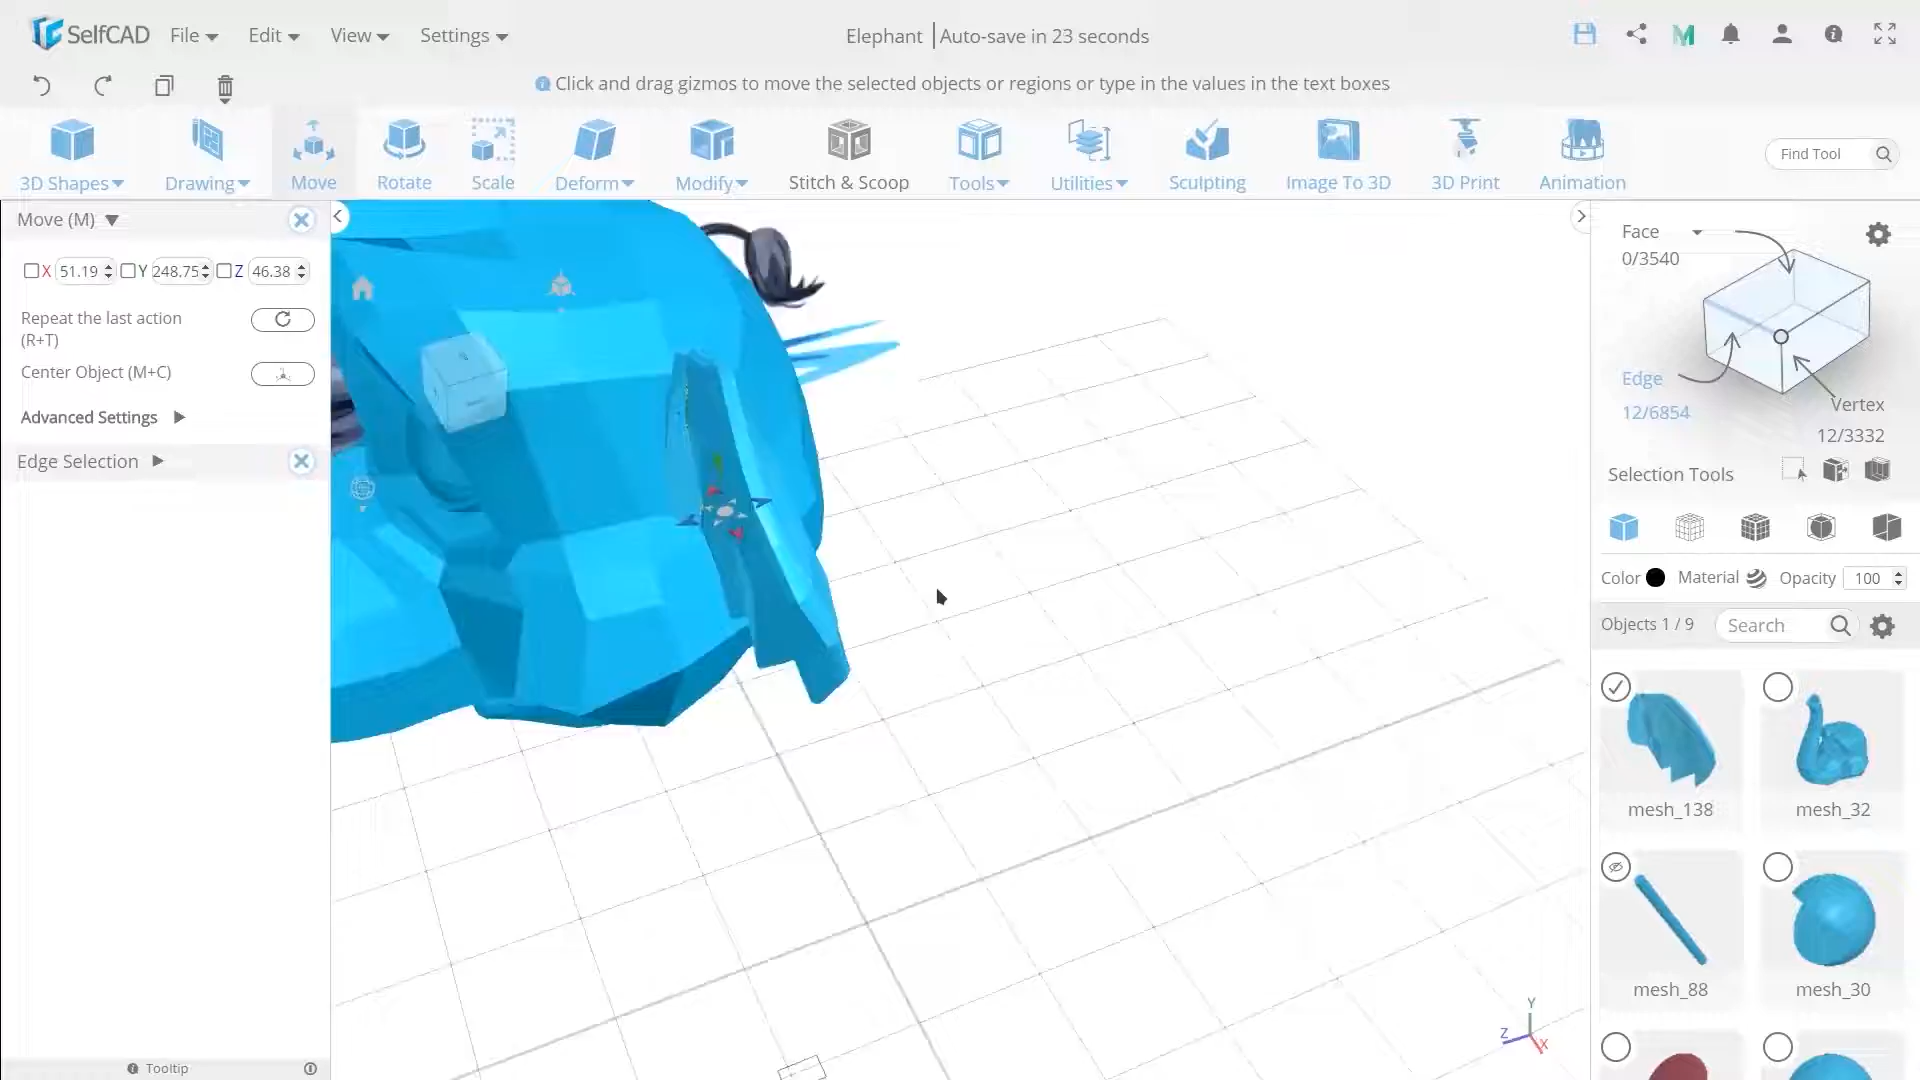 SelfCAD File Edit View Settings Elephant Auto-save in 23 seconds
Click and drag gizmos to move the selected objects or regions or type in the values in the text boxes
3D Shapes Drawing Move Rotate Scale Deform Modify Stitch & Scoop Tools Utilities Sculpting Image To 3D 3D Print Animation Find Tool
Move (M)
X 51.19 Y 248.75 Z 46.38
Repeat the last action
(R+T)
Center Object (M+C)
Advanced Settings
Edge Selection
Tooltip
Face
0/3540
Edge
12/6854
Vertex
12/3332
Selection Tools
Color Material Opacity 100
Objects 1 / 9 Search
mesh_138 mesh_32
mesh_88 mesh_30
Y
Z
X